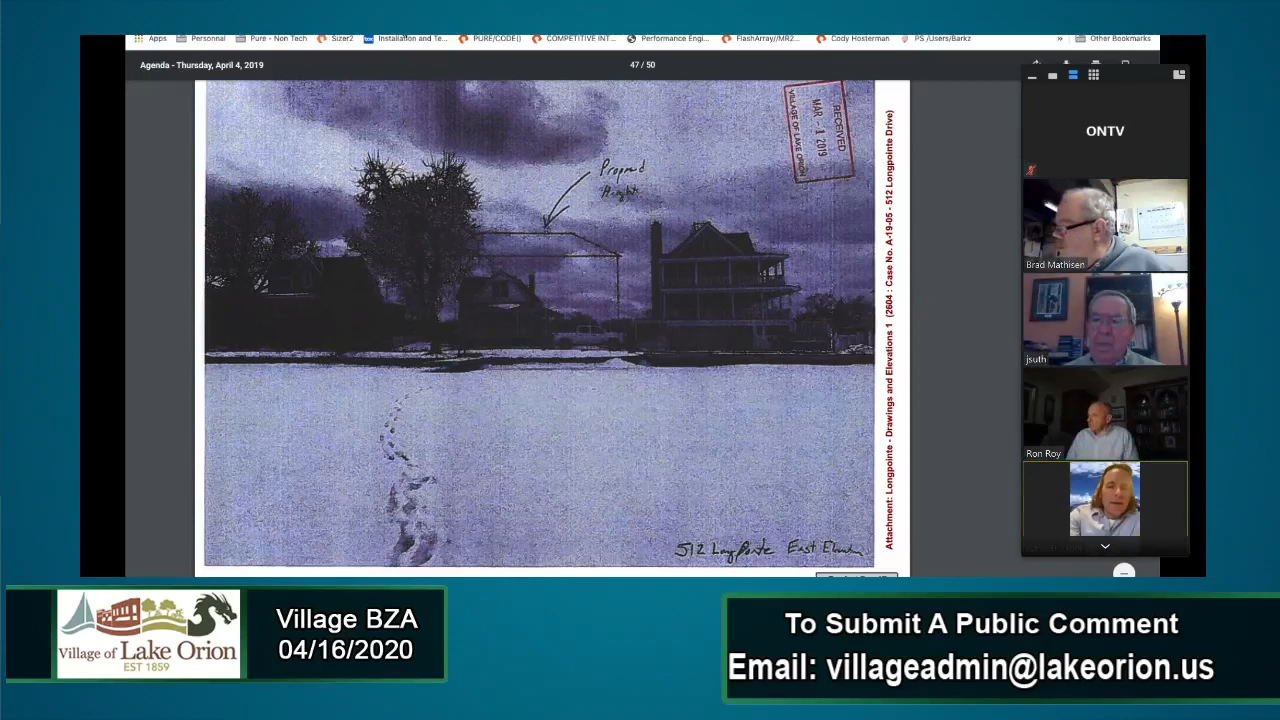 Apps
Personnal
Pure - Non Tech
Sizer2
Installation and Te...
PURE/CODE()
COMPETITIVE INT...
Performance Engi...
FlashArray//MR2...
Cody Hosterman
PS /Users/Barkz
»
Other Bookmarks
Agenda - Thursday, April 4, 2019
47 / 50
RECEIVED
MAR - 1 2019
VILLAGE OF LAKE ORION
Proposed
Height
Attachment: Longpointe - Drawings and Elevations 1 (2604 : Case No. A-19-05 - 512 Longpointe Drive)
512 LongPointe East
ONTV
Brad Mathisen
jsuth
Ron Roy
Village of Lake Orion
EST 1859
Village BZA
04/16/2020
To Submit A Public Comment
Email: villageadmin@lakeorion.us